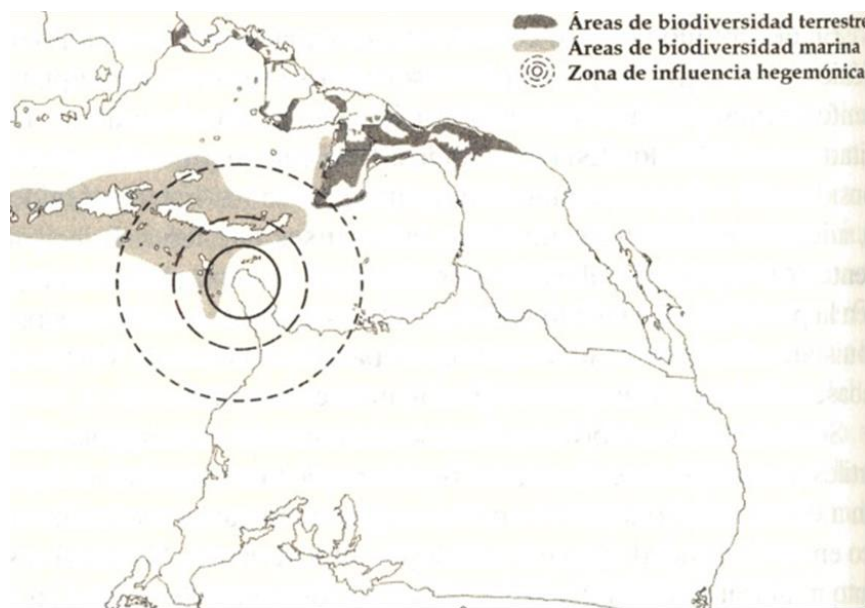 Áreas de biodiversidad terrestre
Áreas de biodiversidad marina
Zona de influencia hegemónica